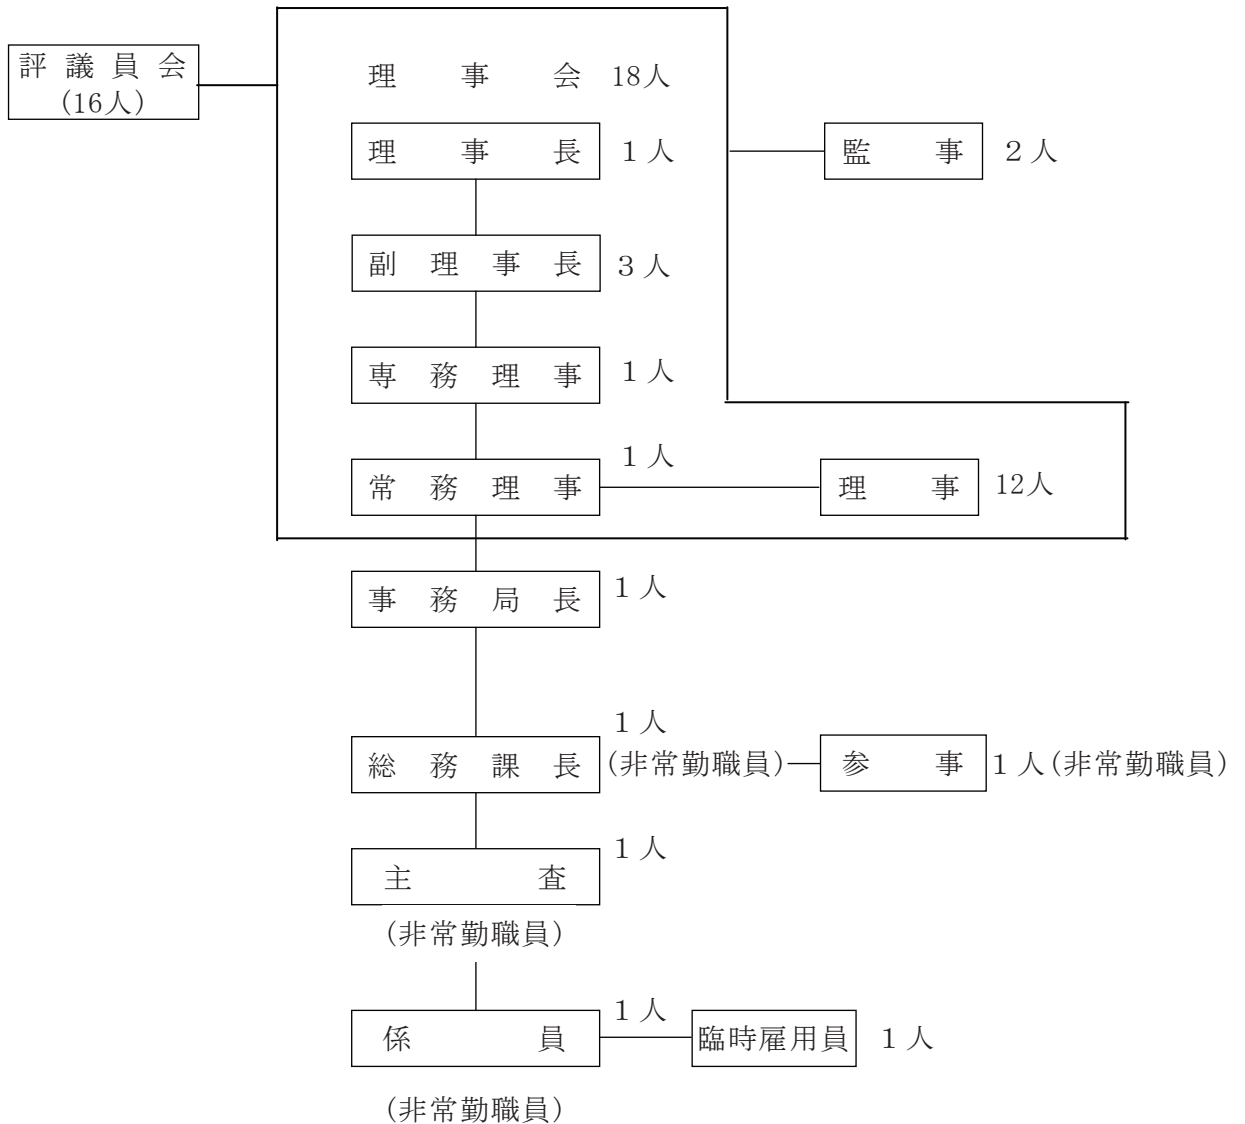 評議員会
(16人)
理事会 18人
理事長 1人
監事 2人
副理事長 3人
専務理事 1人
常務理事 1人
理事 12人
事務局長 1人
総務課長 1人
(非常勤職員)
参事 1人(非常勤職員)
主査 1人
(非常勤職員)
係員 1人
臨時雇用員 1人
(非常勤職員)